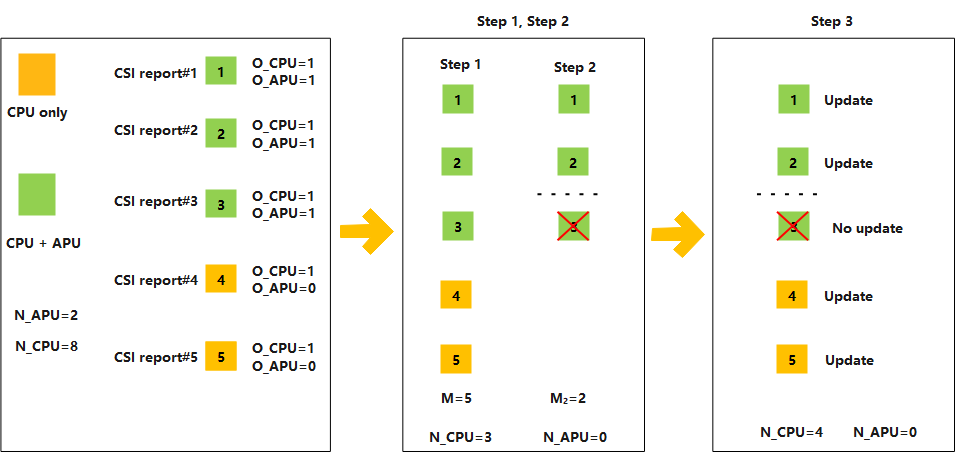 Step 1, Step 2
Step 3
CPU only
CPU + APU
N_APU=2
N_CPU=8
CSI report#1
1
O_CPU=1
O_APU=1
CSI report#2
2
O_CPU=1
O_APU=1
CSI report#3
3
O_CPU=1
O_APU=1
CSI report#4
4
O_CPU=1
O_APU=0
CSI report#5
5
O_CPU=1
O_APU=0
Step 1
1
2
3
4
5
M=5
N_CPU=3
Step 2
1
2
- - - - -
3
M₂=2
N_APU=0
1 Update
2 Update
- - - - -
3 No update
4 Update
5 Update
N_CPU=4 N_APU=0